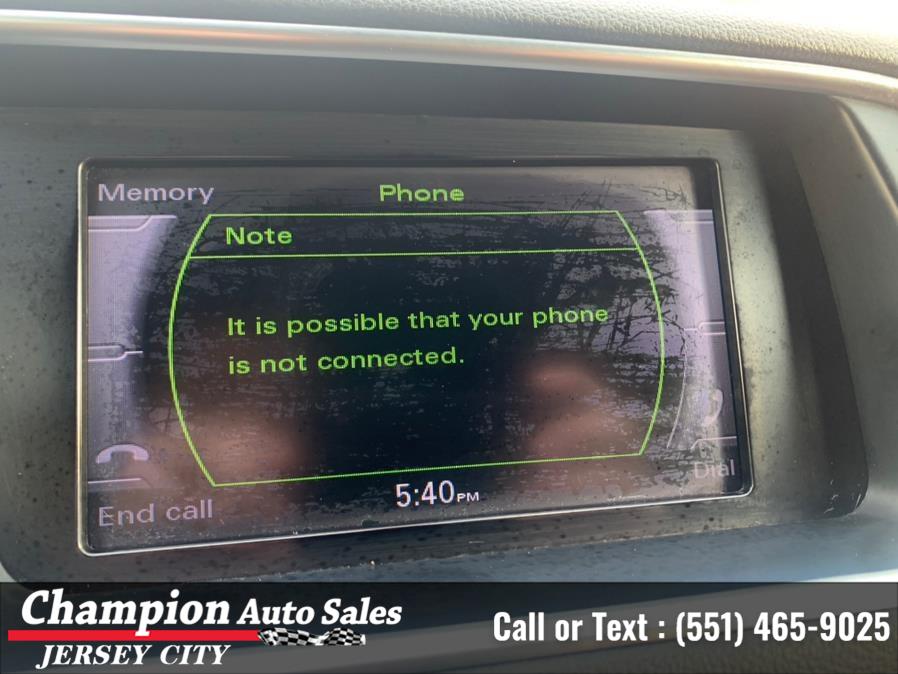 Memory
Phone
Note
It is possible that your phone
is not connected.
Dial
5:40PM
End call
Champion Auto Sales
JERSEY CITY
Call or Text : (551) 465-9025